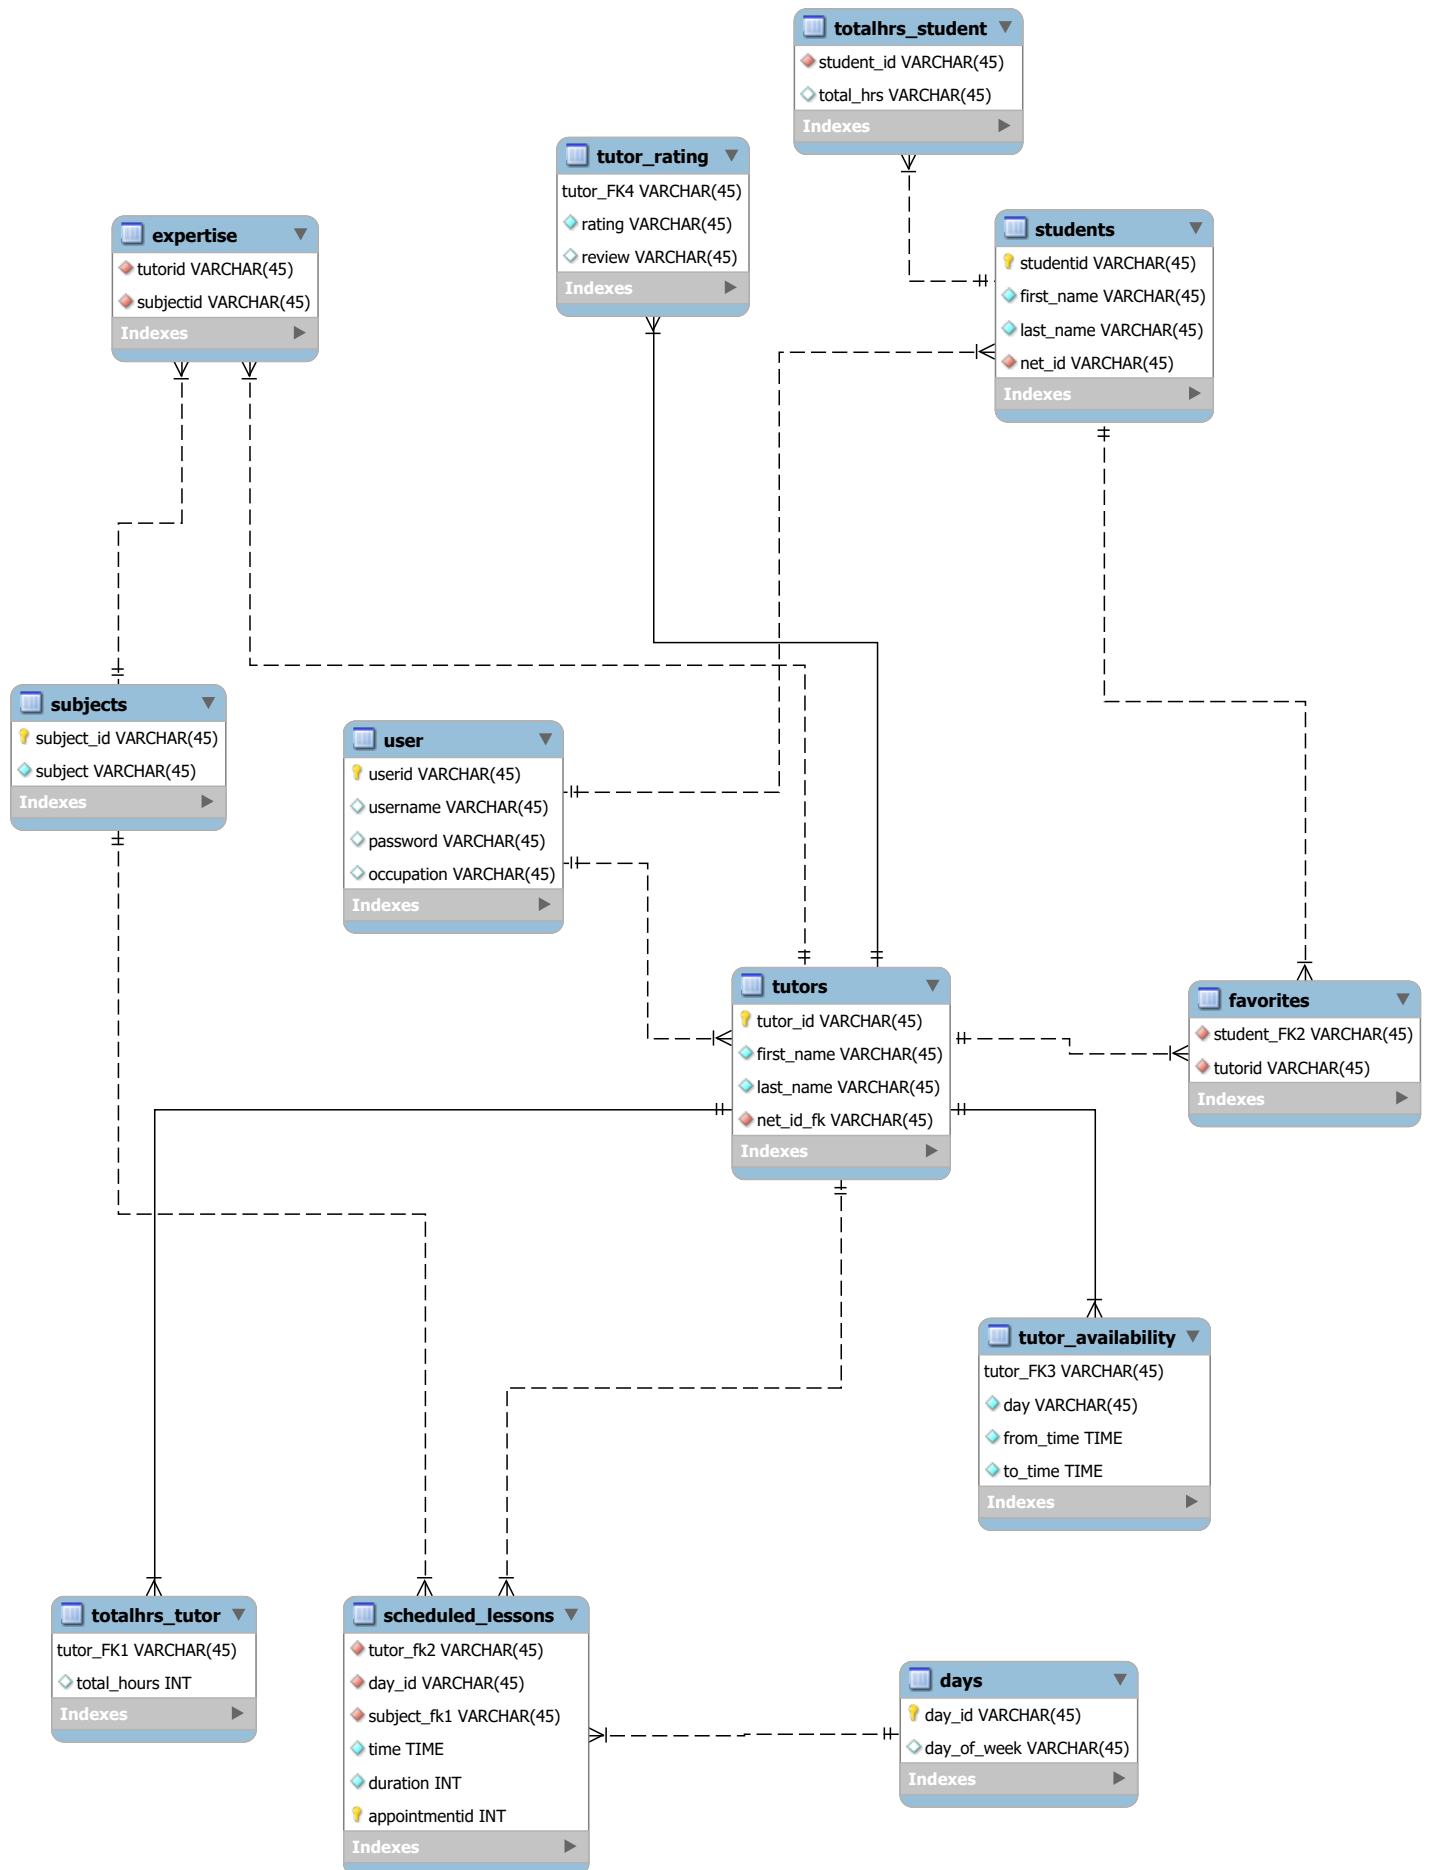 totalhrs_student
student_id VARCHAR(45)
total_hrs VARCHAR(45)
Indexes
tutor_rating
tutor_FK4 VARCHAR(45)
rating VARCHAR(45)
review VARCHAR(45)
Indexes
expertise
tutorid VARCHAR(45)
subjectid VARCHAR(45)
Indexes
students
studentid VARCHAR(45)
first_name VARCHAR(45)
last_name VARCHAR(45)
net_id VARCHAR(45)
Indexes
subjects
subject_id VARCHAR(45)
subject VARCHAR(45)
Indexes
user
userid VARCHAR(45)
username VARCHAR(45)
password VARCHAR(45)
occupation VARCHAR(45)
Indexes
tutors
tutor_id VARCHAR(45)
first_name VARCHAR(45)
last_name VARCHAR(45)
net_id_fk VARCHAR(45)
Indexes
favorites
student_FK2 VARCHAR(45)
tutorid VARCHAR(45)
Indexes
tutor_availability
tutor_FK3 VARCHAR(45)
day VARCHAR(45)
from_time TIME
to_time TIME
Indexes
totalhrs_tutor
tutor_FK1 VARCHAR(45)
total_hours INT
Indexes
scheduled_lessons
tutor_fk2 VARCHAR(45)
day_id VARCHAR(45)
subject_fk1 VARCHAR(45)
time TIME
duration INT
appointmentid INT
Indexes
days
day_id VARCHAR(45)
day_of_week VARCHAR(45)
Indexes